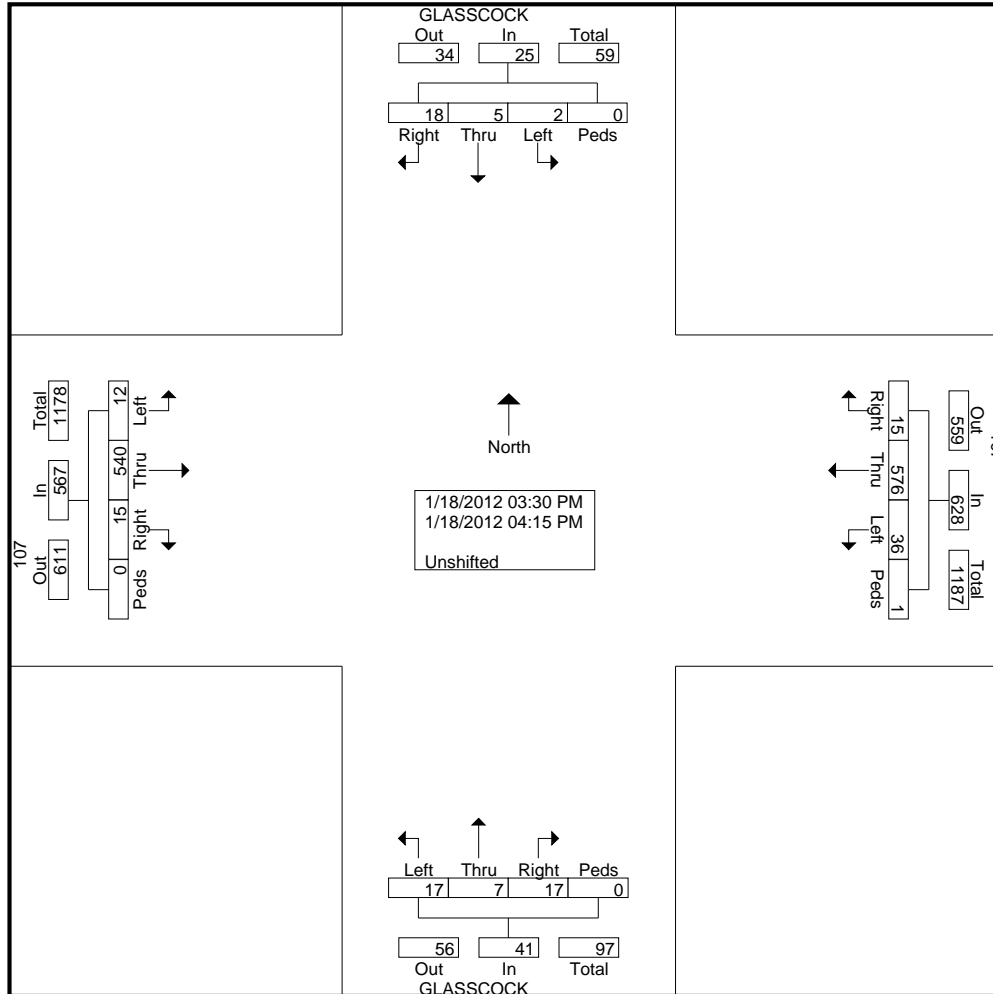 GLASSCOCK
Out In Total
34 25 59
18 5 2 0
Right Thru Left Peds
Total 1178
In 567
Out 611
107
Left 12
Thru 540
Right 15
Peds 0
North
1/18/2012 03:30 PM
1/18/2012 04:15 PM
Unshifted
Right 15
Thru 576
Left 36
Peds 1
Out 559
In 628
Total 1187
Left Thru Right Peds
17 7 17 0
56 41 97
Out In Total
GLASSCOCK